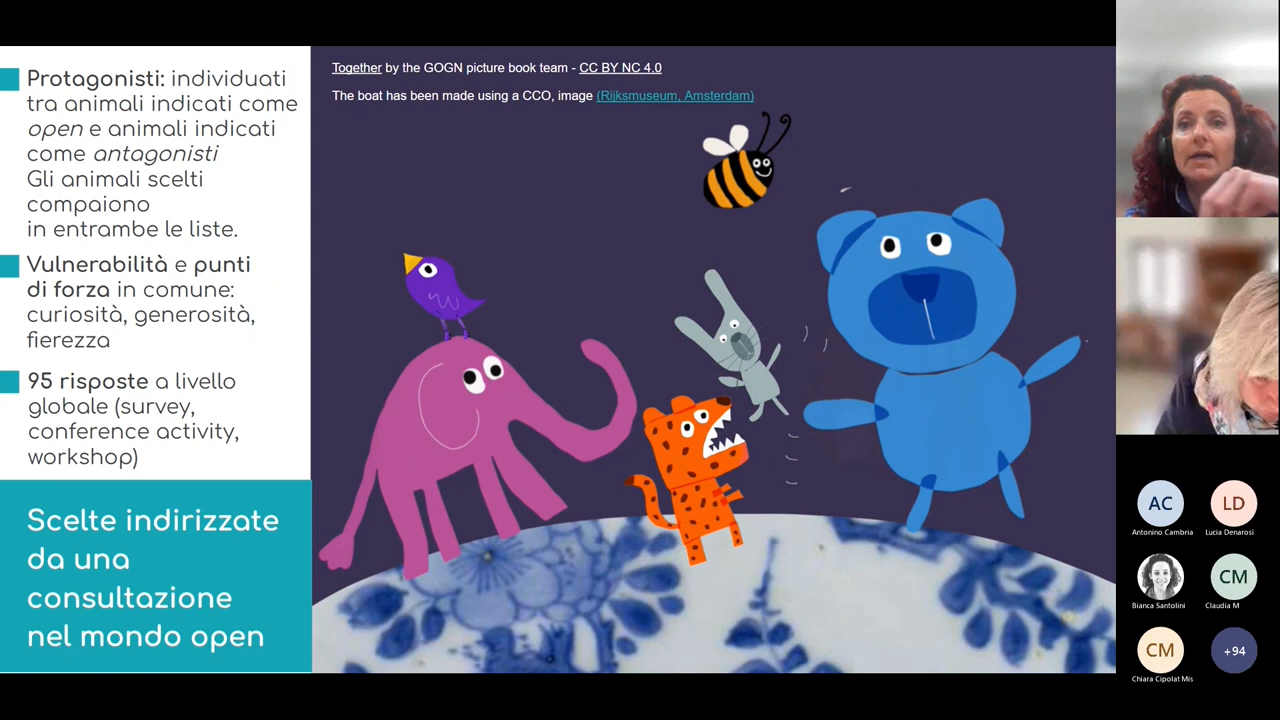 Protagonisti: individuati
tra animali indicati come
open e animali indicati
come antagonisti
Gli animali scelti
compaiono
in entrambe le liste.
Vulnerabilità e punti
di forza in comune:
curiosità, generosità,
fierezza
95 risposte a livello
globale (survey,
conference activity,
workshop)
Scelte indirizzate
da una
consultazione
nel mondo open
Together by the GOGN picture book team - CC BY NC 4.0
The boat has been made using a CCO, image (Rijksmuseum, Amsterdam)
AC
Antonino Cambria
LD
Lucia Denarosi
Bianca Santolini
CM
Claudia M
CM
Chiara Cipolat Mis
+94